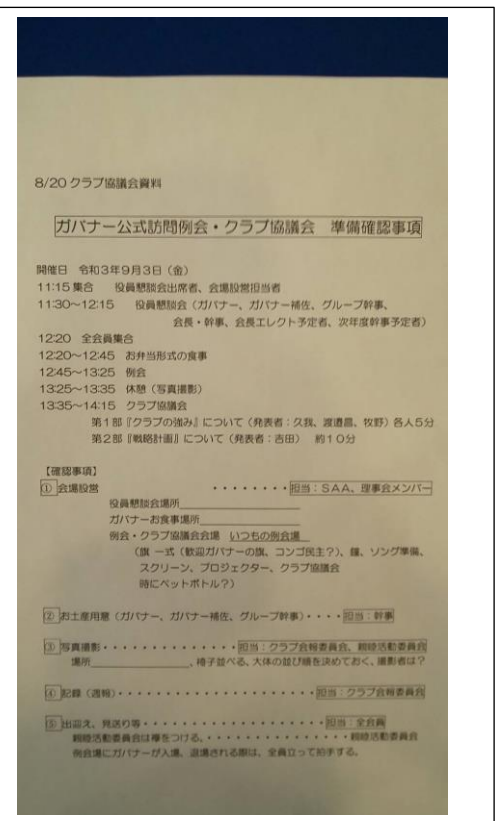 8/20 クラブ協議会資料
ガバナー公式訪問例会・クラブ協議会　準備確認事項
開催日　令和3年9月3日（金）
11:15 集合　　役員懇談会出席者、会場設営担当者
11:30～12:15　　役員懇談会（ガバナー、ガバナー補佐、グループ幹事、
会長・幹事、会長エレクト予定者、次年度幹事予定者）
12:20　全会員集合
12:20～12:45　お弁当形式の食事
12:45～13:25　例会
13:25～13:35　休憩（写真撮影）
13:35～14:15　クラブ協議会
第1部『クラブの強み』について（発表者：久我、渡邉昌、牧野）各人5分
第2部『戦略計画』について（発表者：吉田）　約10分
【確認事項】
① 会場設営　　　　　　　・・・・・・・・担当：SAA、理事会メンバー
役員懇談会場所＿＿＿＿＿＿＿＿
ガバナーお食事場所＿＿＿＿＿＿＿＿
例会・クラブ協議会会場　いつもの例会場
（旗 一式（歓迎ガバナーの旗、コンゴ民主？）、鐘、ソング準備、
スクリーン、プロジェクター、クラブ協議会
時にペットボトル？）
② お土産用意（ガバナー、ガバナー補佐、グループ幹事）・・・・担当：幹事
③ 写真撮影・・・・・・・・・・・・・・・担当：クラブ会報委員会、親睦活動委員会
場所＿＿＿＿＿＿＿＿、椅子並べる、大体の並び順を決めておく、撮影者は？
④ 記録（週報）・・・・・・・・・・・・・・・・・・・・・・担当：クラブ会報委員会
⑤ 出迎え、見送り等・・・・・・・・・・・・・・・・・・・・担当：全会員
親睦活動委員会は襷をつける、・・・・・・・・・・・・・・・親睦活動委員会
例会場にガバナーが入場、退場される際は、全員立って拍手する。